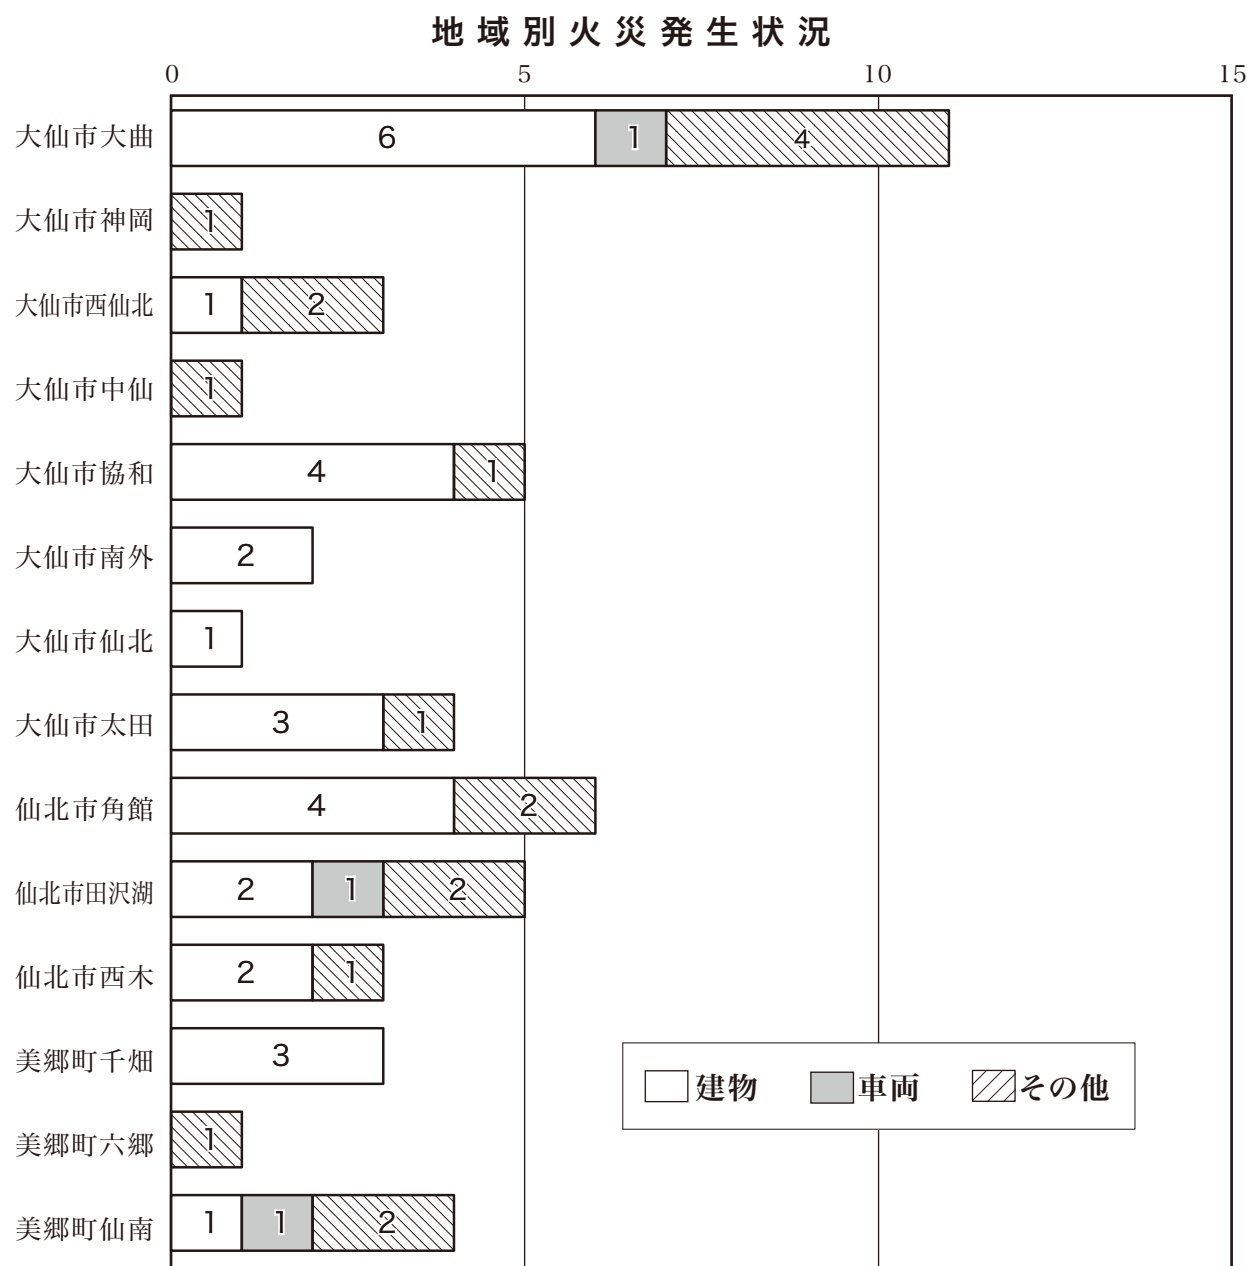 地域別火災発生状況
0 5 10 15
大仙市大曲 6 1 4
大仙市神岡 1
大仙市西仙北 1 2
大仙市中仙 1
大仙市協和 4 1
大仙市南外 2
大仙市仙北 1
大仙市太田 3 1
仙北市角館 4 2
仙北市田沢湖 2 1 2
仙北市西木 2 1
美郷町千畑 3
建物 車両 その他
美郷町六郷 1
美郷町仙南 1 1 2